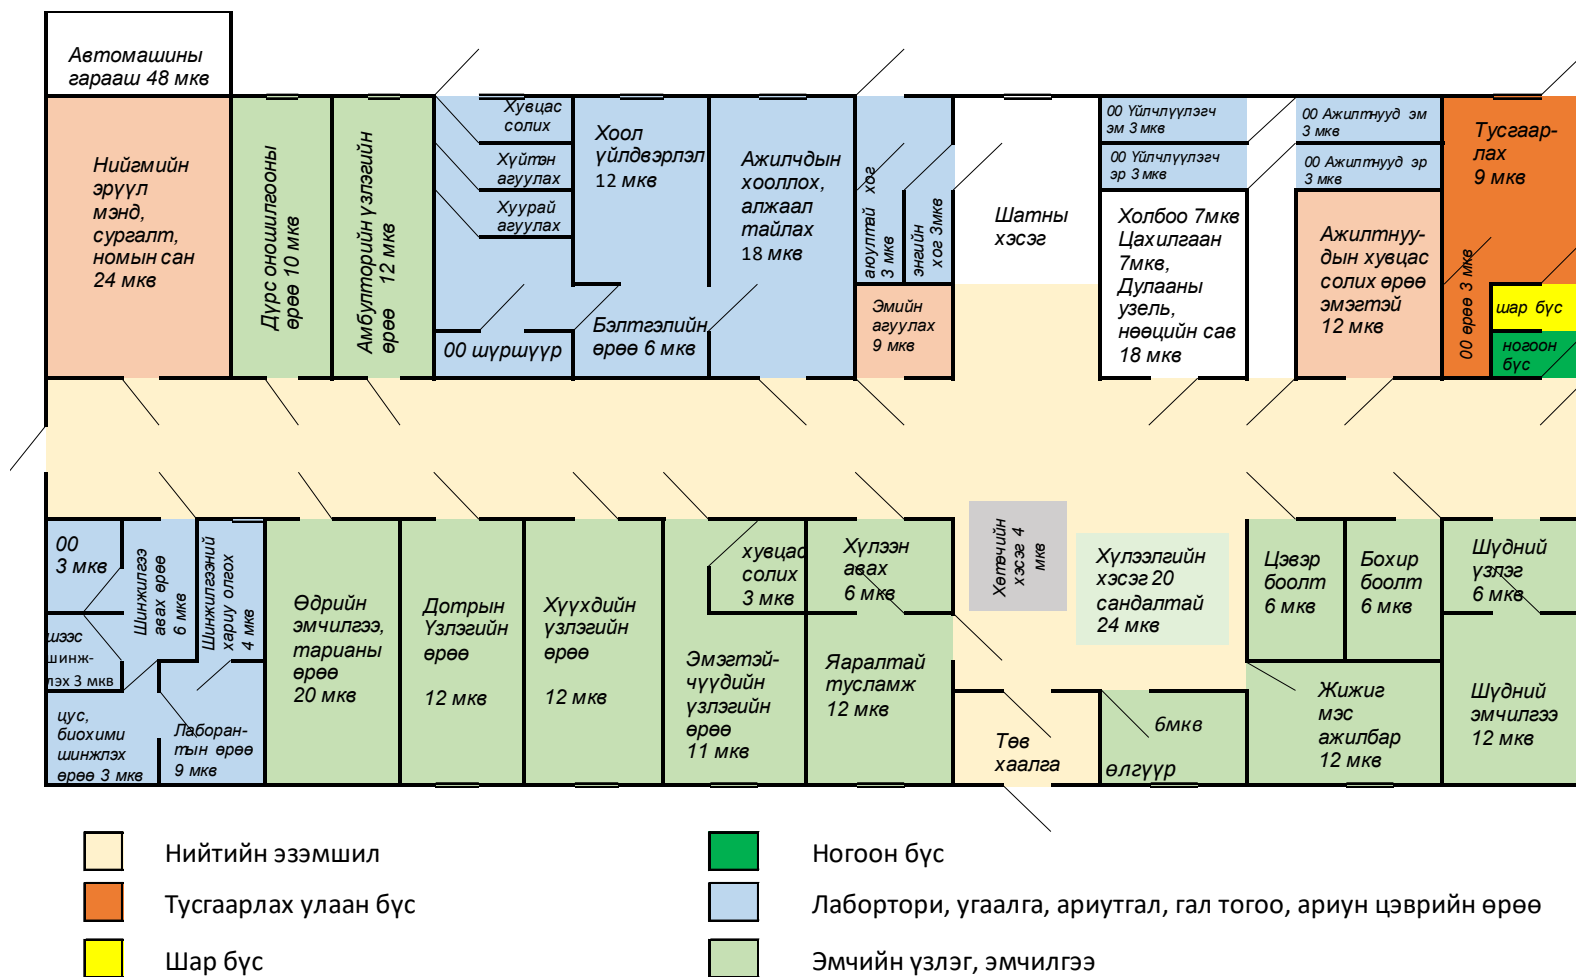 Автомашины
гарааш 48 мкв
Нийгмийн
эрүүл
мэнд,
сургалт,
номын сан
24 мкв
Дүрс оношилгооны
өрөө 10 мкв
Амбулторийн үзлэгийн
өрөө 12 мкв
Хувцас
солих
Хүйтэн
агуулах
Хуурай
агуулах
00 шүршүүр
Хоол
үйлдвэрлэл
12 мкв
Бэлтгэлийн
өрөө 6 мкв
Ажилчдын
хооллох,
алжаал
тайлах
18 мкв
аюултай хог
3 мкв
энгийн
хог 3мкв
Эмийн
агуулах
9 мкв
Шатны
хэсэг
00 Үйлчлүүлэгч
эм 3 мкв
00 Үйлчлүүлэгч
эр 3 мкв
Холбоо 7мкв
Цахилгаан
7мкв,
Дулааны
узель,
нөөцийн сав
18 мкв
00 Ажилтнууд эм
3 мкв
00 Ажилтнууд эр
3 мкв
Ажилтнуу-
дын хувцас
солих өрөө
эмэгтэй
12 мкв
Тусгаар-
лах
9 мкв
00 өрөө 3 мкв
шар бүс
ногоон
бүс
00
3 мкв
Шинжилгээ
авах өрөө
6 мкв
Шинжилгээний
хариу олгох
4 мкв
шээс
шинж-
лэх 3 мкв
цус,
биохими
шинжлэх
өрөө 3 мкв
Лаборан-
тын өрөө
9 мкв
Өдрийн
эмчилгээ,
тарианы
өрөө
20 мкв
Дотрын
Үзлэгийн
өрөө
12 мкв
Хүүхдийн
үзлэгийн
өрөө
12 мкв
хувцас
солих
3 мкв
Эмэгтэй-
чүүдийн
үзлэгийн
өрөө
11 мкв
Хүлээн
авах
6 мкв
Яаралтай
тусламж
12 мкв
Хөтөчийн
хэсэг 4
мкв
Хүлээлгийн
хэсэг 20
сандалтай
24 мкв
Төв
хаалга
6мкв
өлгүүр
Цэвэр
боолт
6 мкв
Бохир
боолт
6 мкв
Жижиг
мэс
ажилбар
12 мкв
Шүдний
үзлэг
6 мкв
Шүдний
эмчилгээ
12 мкв
Нийтийн эзэмшил
Тусгаарлах улаан бүс
Шар бүс
Ногоон бүс
Лабортори, угаалга, ариутгал, гал тогоо, ариун цэврийн өрөө
Эмчийн үзлэг, эмчилгээ